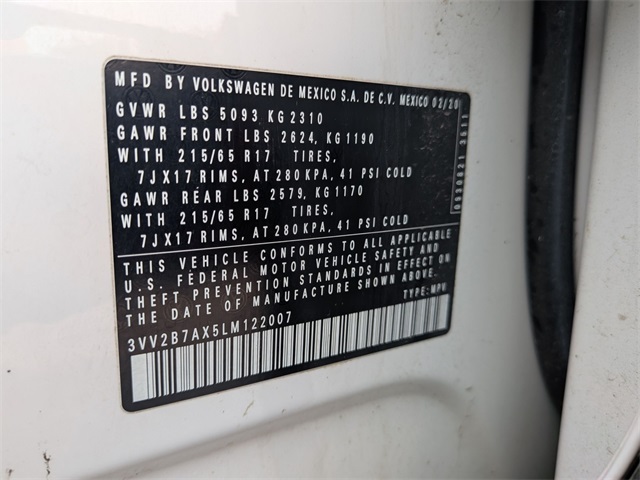 MFD BY VOLKSWAGEN DE MEXICO S.A. DE C.V. MEXICO 02/20
GVWR LBS 5093 KG 2310
GAWR FRONT LBS 2624, KG 1190
WITH 215/65 R17 TIRES,
7JX17 RIMS, AT 280 KPA, 41 PSI COLD
GAWR REAR LBS 2579, KG 1170
WITH 215/65 R17 TIRES,
7JX17 RIMS, AT 280 KPA, 41 PSI COLD
THIS VEHICLE CONFORMS TO ALL APPLICABLE
U.S. FEDERAL MOTOR VEHICLE SAFETY AND
THEFT PREVENTION STANDARDS IN EFFECT ON
THE DATE OF MANUFACTURE SHOWN ABOVE.
TYPE: MPV
3VV2B7AX5LM122007